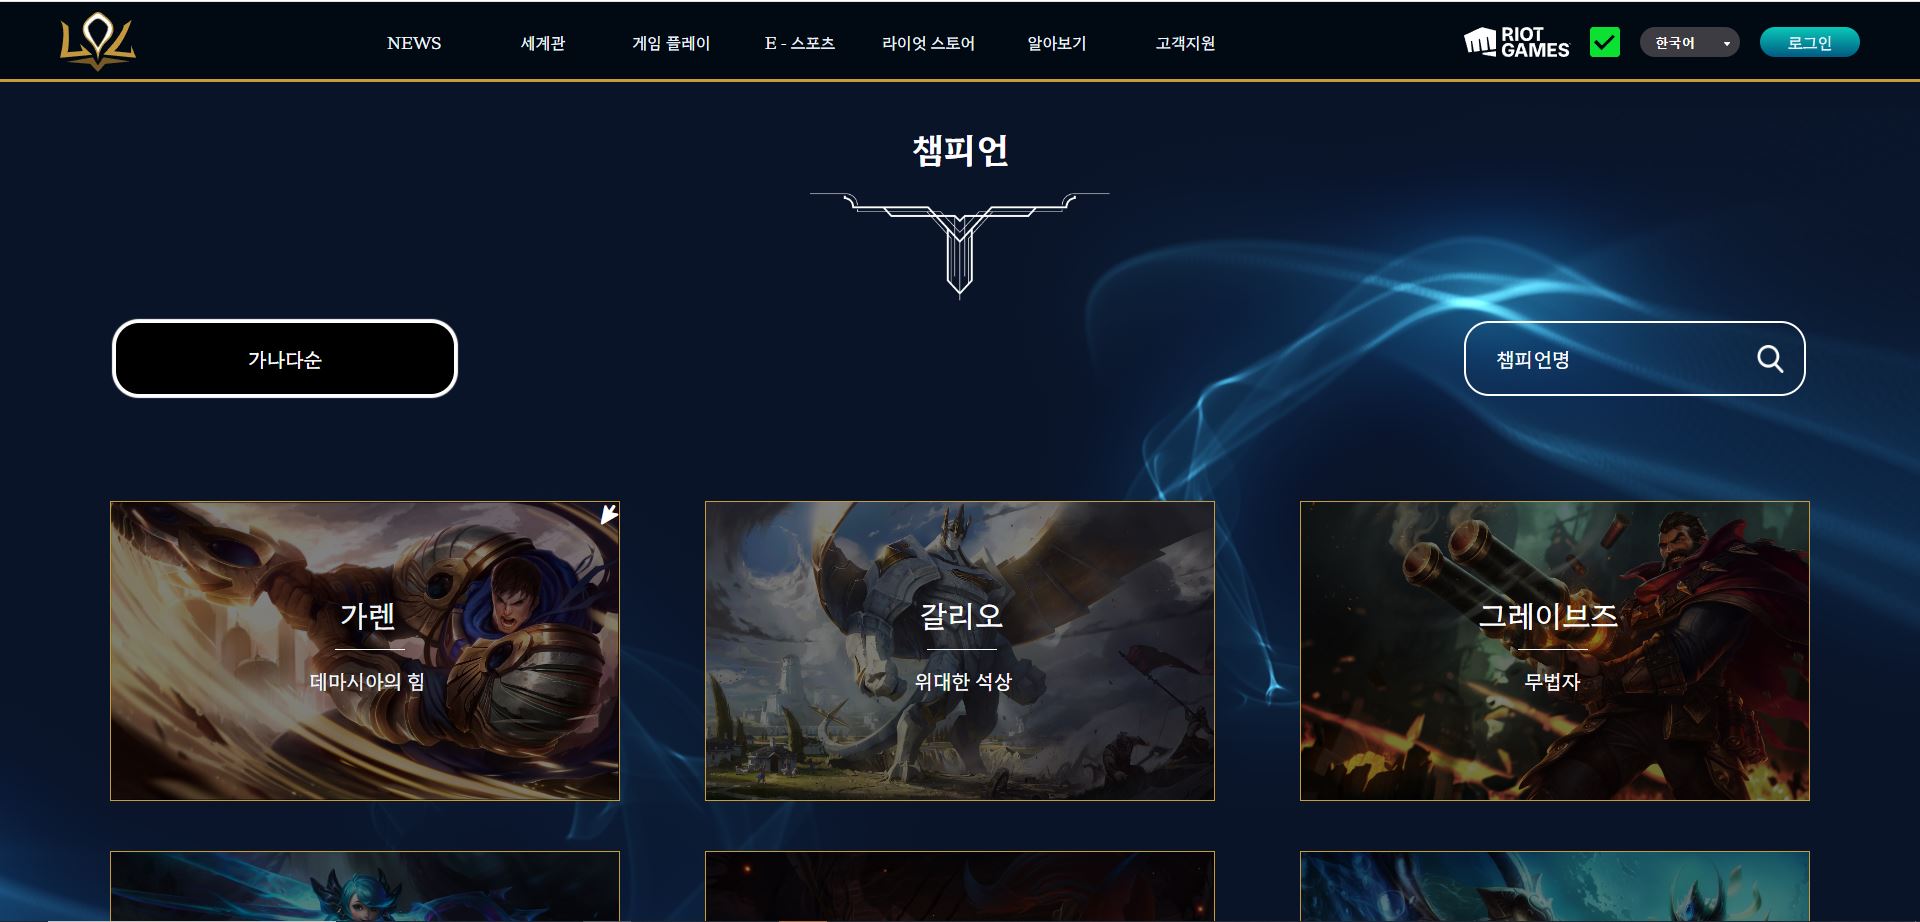 LOL
NEWS
세계관
게임 플레이
E - 스포츠
라이엇 스토어
알아보기
고객지원
RIOT
GAMES
한국어
로그인
챔피언
가나다순
챔피언명
가렌
데마시아의 힘
갈리오
위대한 석상
그레이브즈
무법자